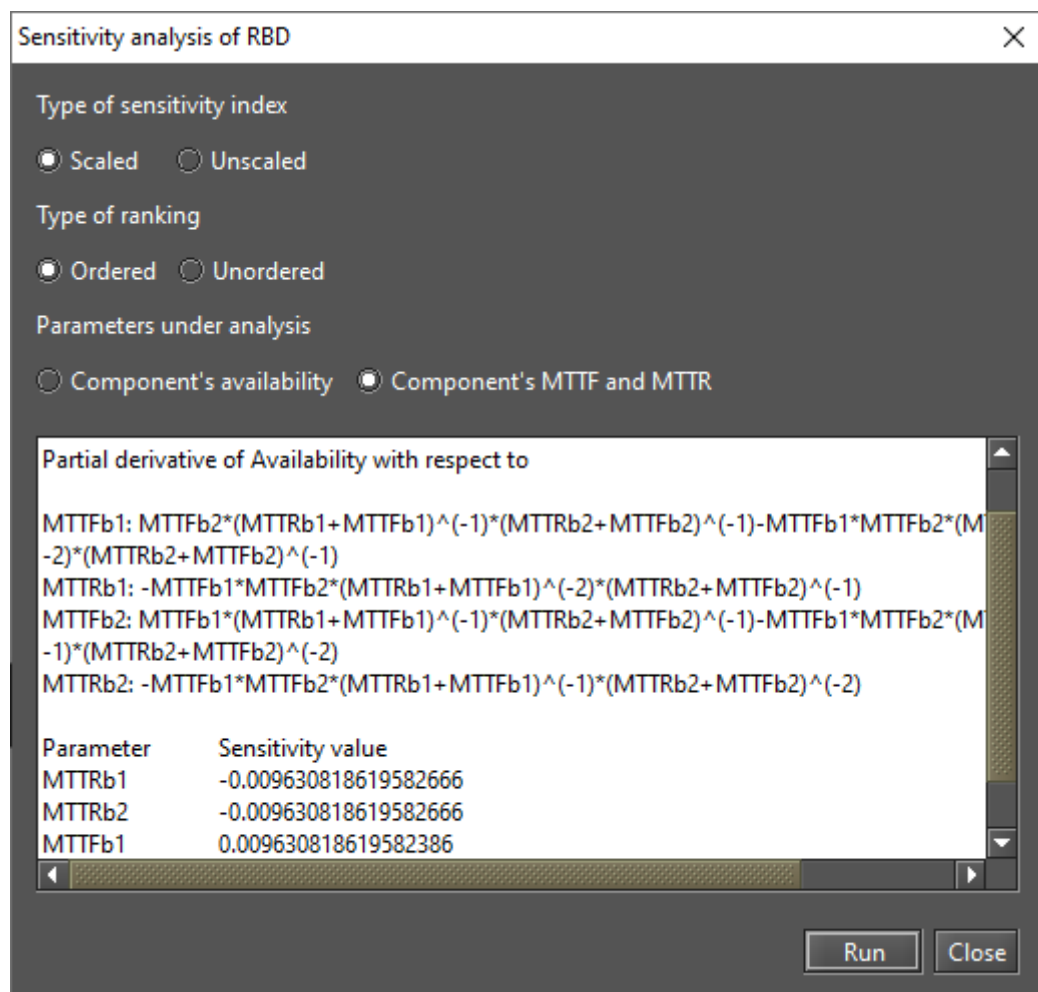 Sensitivity analysis of RBD
Type of sensitivity index
Scaled Unscaled
Type of ranking
Ordered Unordered
Parameters under analysis
Component's availability Component's MTTF and MTTR
Partial derivative of Availability with respect to
MTTFb1: MTTFb2*(MTTRb1+MTTFb1)^(-1)*(MTTRb2+MTTFb2)^(-1)-MTTFb1*MTTFb2*(M
-2)*(MTTRb2+MTTFb2)^(-1)
MTTRb1: -MTTFb1*MTTFb2*(MTTRb1+MTTFb1)^(-2)*(MTTRb2+MTTFb2)^(-1)
MTTFb2: MTTFb1*(MTTRb1+MTTFb1)^(-1)*(MTTRb2+MTTFb2)^(-1)-MTTFb1*MTTFb2*(M
-1)*(MTTRb2+MTTFb2)^(-2)
MTTRb2: -MTTFb1*MTTFb2*(MTTRb1+MTTFb1)^(-1)*(MTTRb2+MTTFb2)^(-2)
Parameter Sensitivity value
MTTRb1 -0.009630818619582666
MTTRb2 -0.009630818619582666
MTTFb1 0.009630818619582386
Run Close